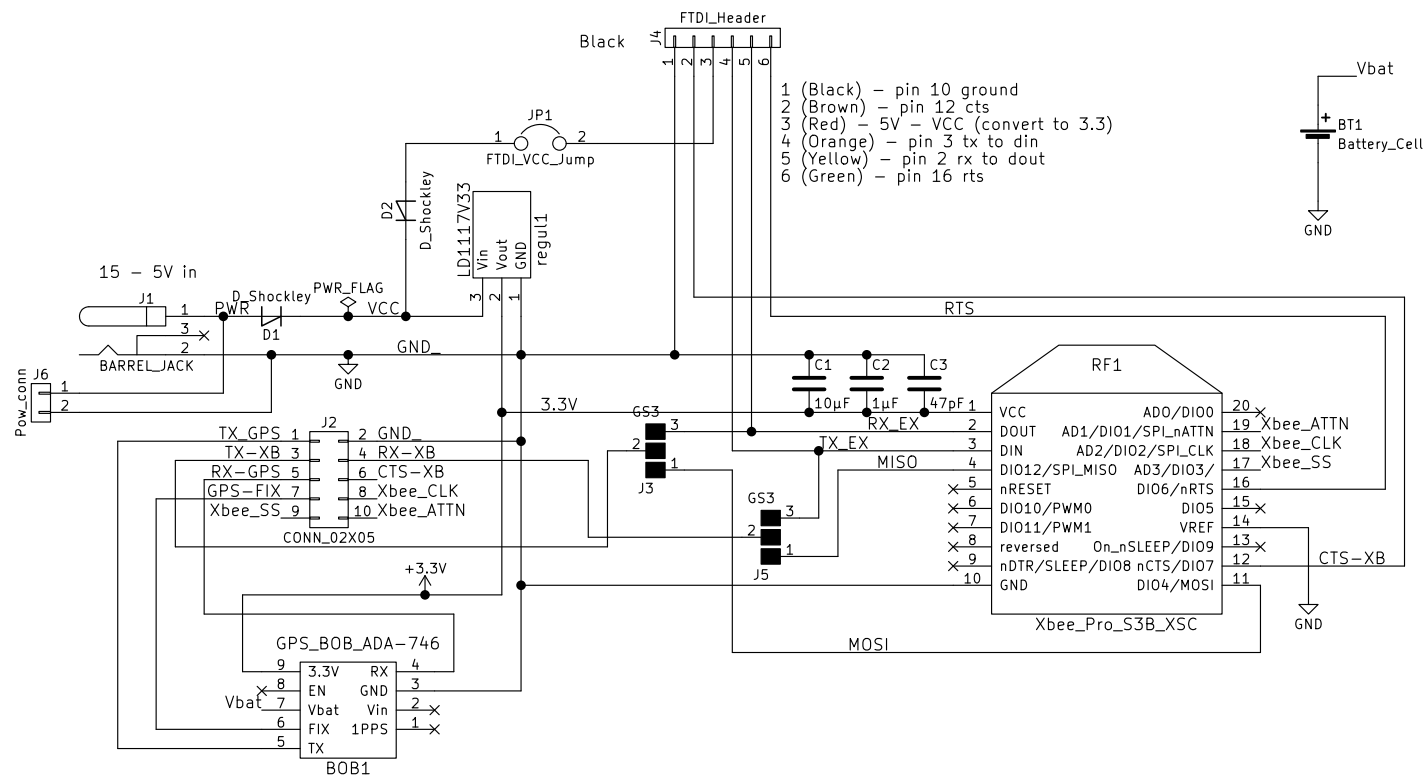 FTDI_Header
Black
J4
1 2 3 4 5 6
1 (Black) – pin 10 ground
2 (Brown) – pin 12 cts
3 (Red) – 5V – VCC (convert to 3.3)
4 (Orange) – pin 3 tx to din
5 (Yellow) – pin 2 rx to dout
6 (Green) – pin 16 rts
Vbat
+
BT1
Battery_Cell
GND
JP1
1 2
FTDI_VCC_Jump
D2
D_Shockley
LD1117V33
regul1
Vin
Vout
GND
3 2 1
15 – 5V in
J1
1
3
2
BARREL_JACK
PWR
D_Shockley
D1
PWR_FLAG
VCC
GND_
GND
J6
Pow_conn
1
2
RTS
C1
10µF
C2
1µF
C3
47pF
3.3V
J2
TX_GPS 1 2 GND_
TX-XB 3 4 RX-XB
RX-GPS 5 6 CTS-XB
GPS-FIX 7 8 Xbee_CLK
Xbee_SS 9 10 Xbee_ATTN
CONN_02X05
GS3
3
2
1
J3
RX_EX
TX_EX
MISO
GS3
3
2
1
J5
RF1
1 VCC AD0/DIO0 20
2 DOUT AD1/DIO1/SPI_nATTN 19 Xbee_ATTN
3 DIN AD2/DIO2/SPI_CLK 18 Xbee_CLK
4 DIO12/SPI_MISO AD3/DIO3/ 17 Xbee_SS
5 nRESET DIO6/nRTS 16
6 DIO10/PWM0 DIO5 15
7 DIO11/PWM1 VREF 14
8 reversed On_nSLEEP/DIO9 13
9 nDTR/SLEEP/DIO8 nCTS/DIO7 12 CTS-XB
10 GND DIO4/MOSI 11
Xbee_Pro_S3B_XSC
GND
MOSI
+3.3V
GPS_BOB_ADA-746
9 3.3V RX 4
8 EN GND 3
Vbat 7 Vbat Vin 2
6 FIX 1PPS 1
5 TX
BOB1